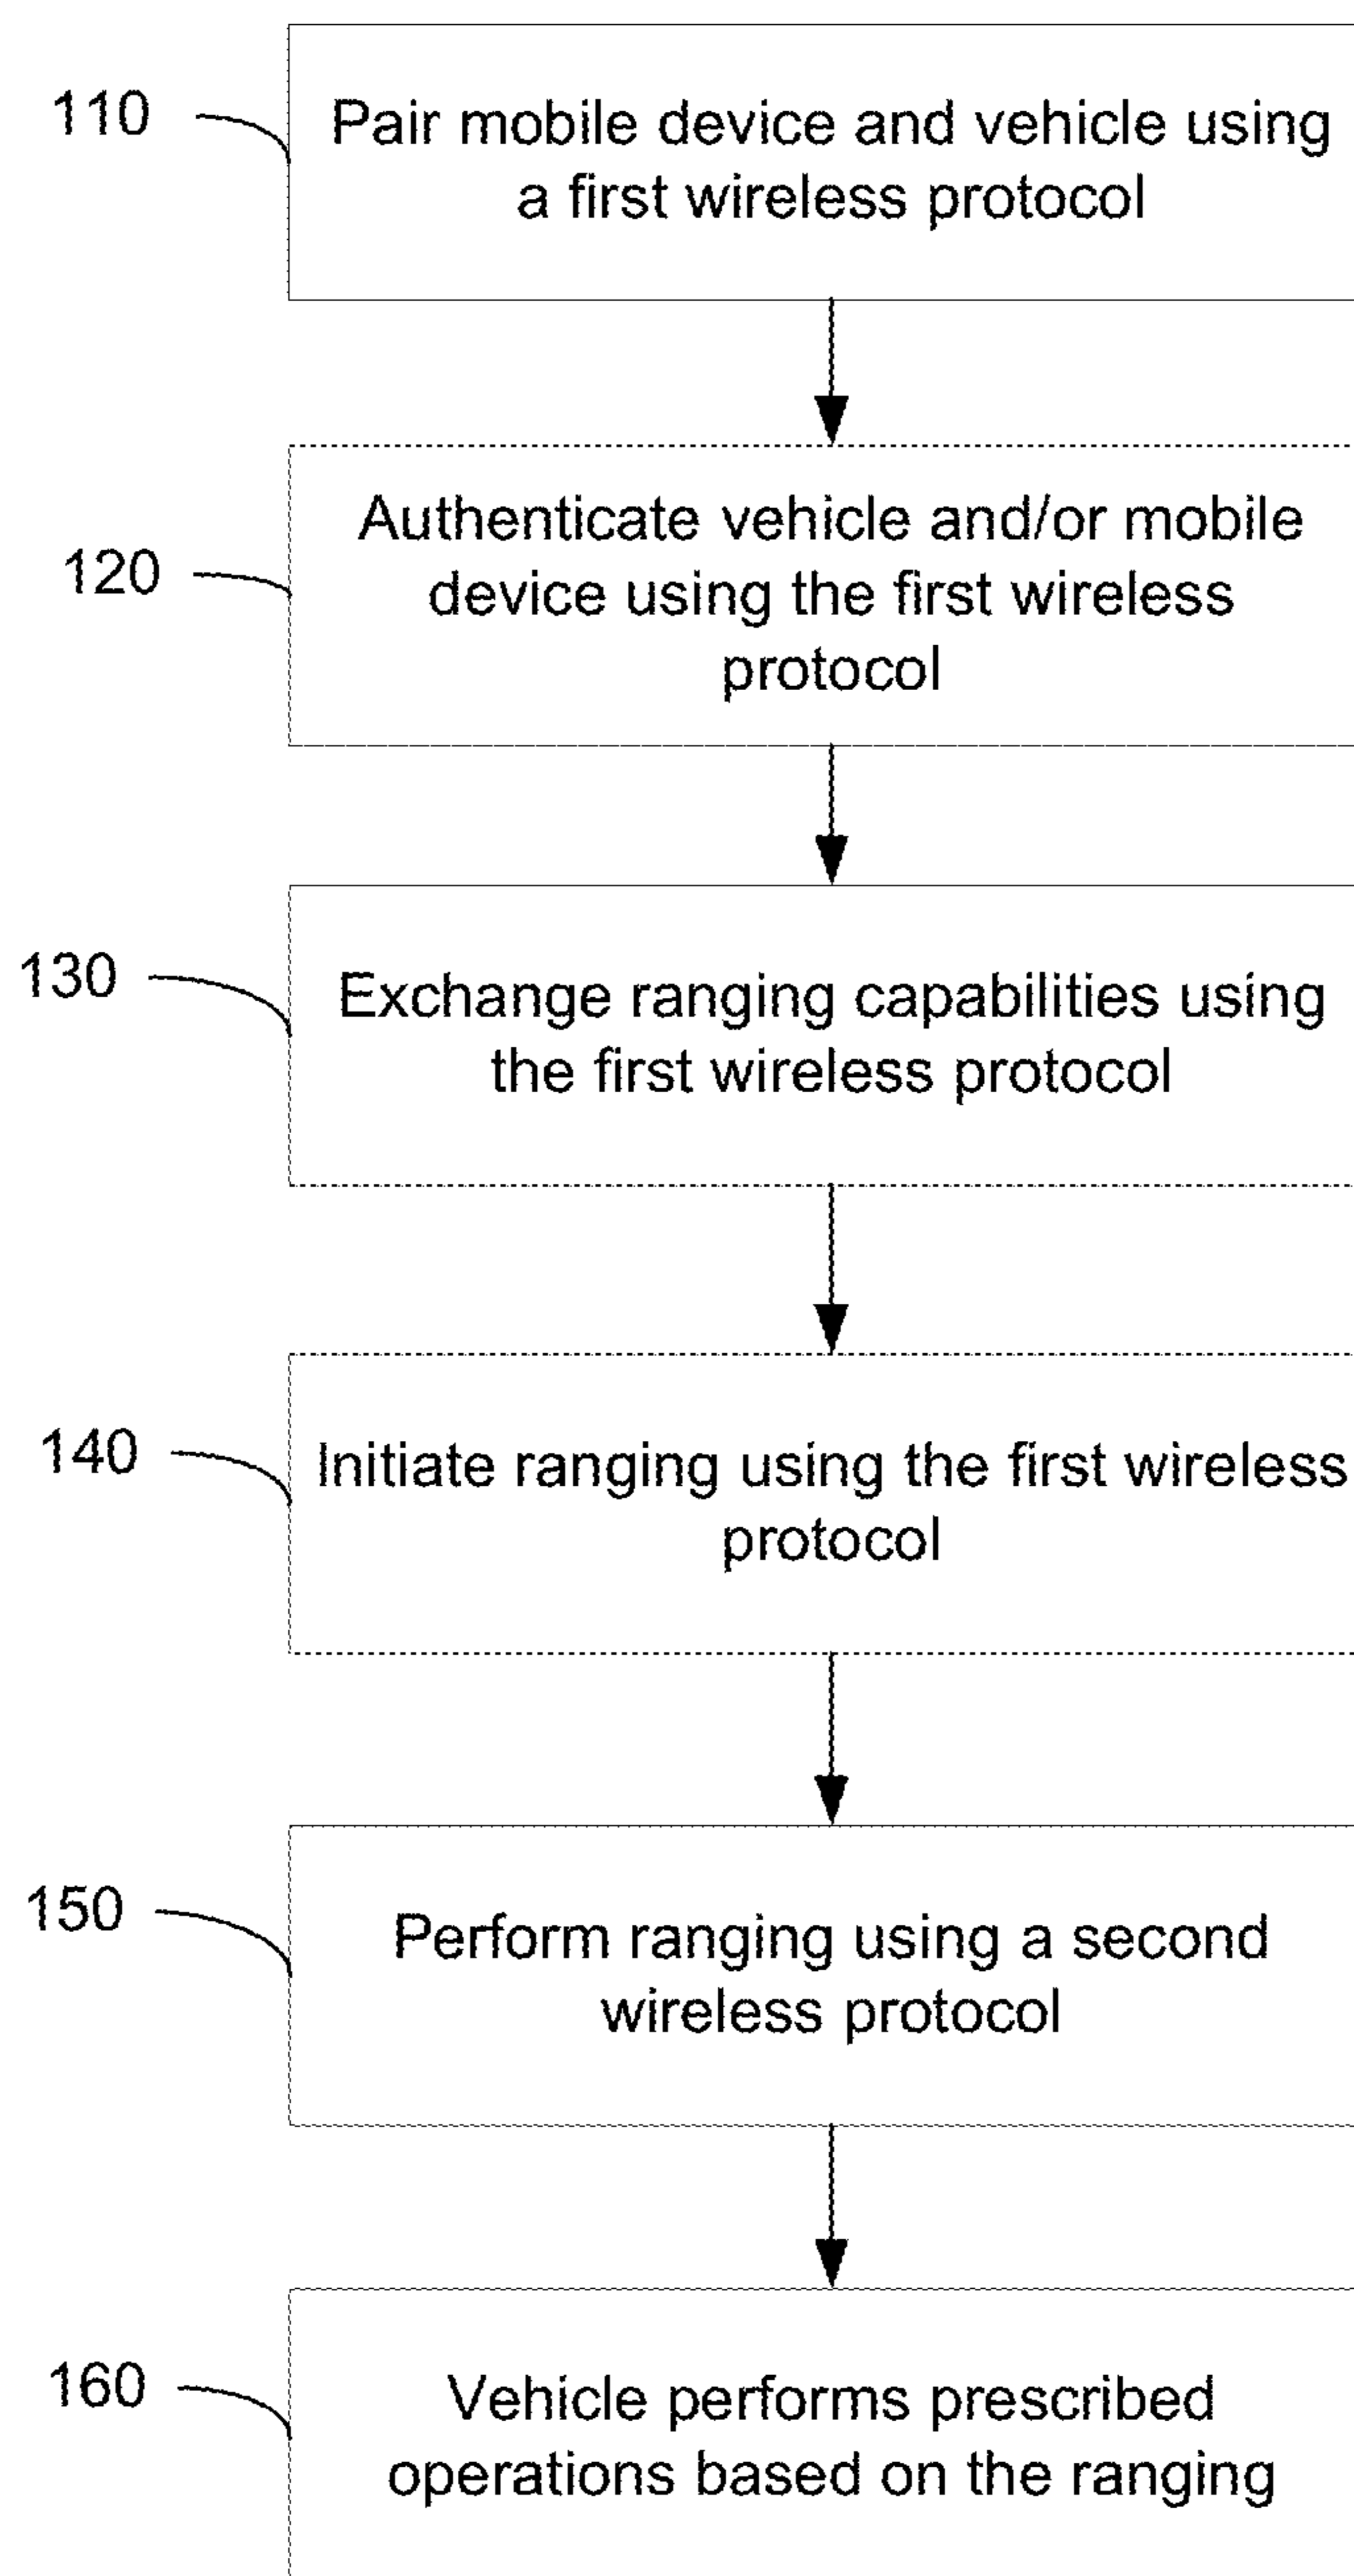 110
Pair mobile device and vehicle using
a first wireless protocol
120
Authenticate vehicle and/or mobile
device using the first wireless
protocol
130
Exchange ranging capabilities using
the first wireless protocol
140
Initiate ranging using the first wireless
protocol
150
Perform ranging using a second
wireless protocol
160
Vehicle performs prescribed
operations based on the ranging